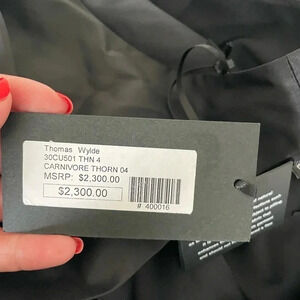 Thomas Wylde
30CU501 THN 4
CARNIVORE THORN 04
MSRP: $2,300.00
$2,300.00
# 400016